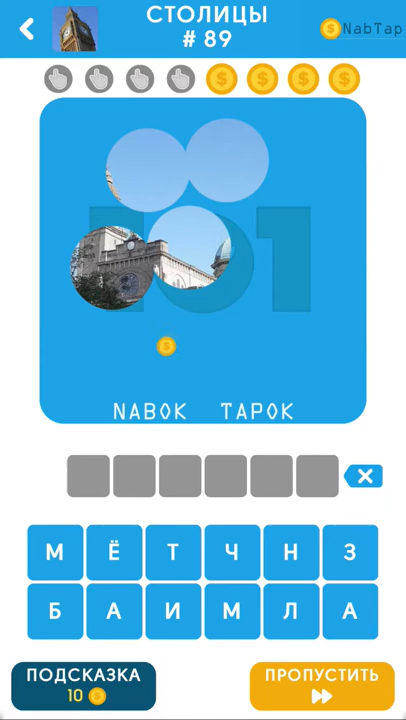 СТОЛИЦЫ
# 89
NabTap
101
NABOK TAPOK
М Ё Т Ч Н З
Б А И М Л А
ПОДСКАЗКА
10
ПРОПУСТИТЬ